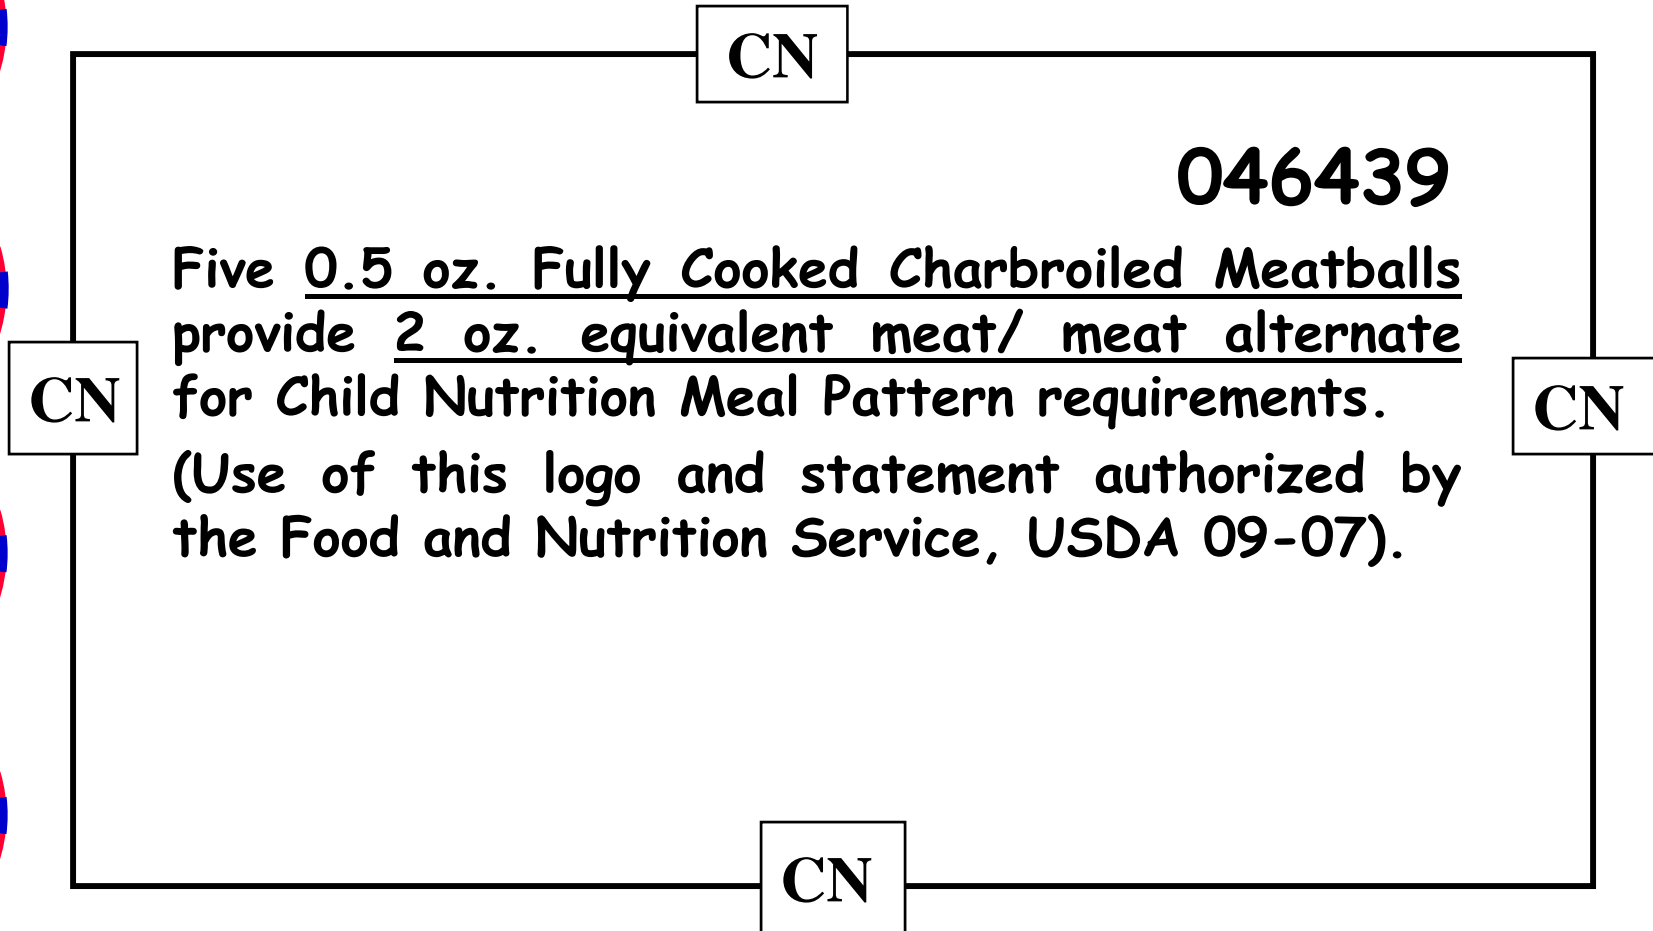 CN
046439
Five 0.5 oz. Fully Cooked Charbroiled Meatballs
provide 2 oz. equivalent meat/ meat alternate
for Child Nutrition Meal Pattern requirements.
(Use of this logo and statement authorized by
the Food and Nutrition Service, USDA 09-07).
CN
CN
CN